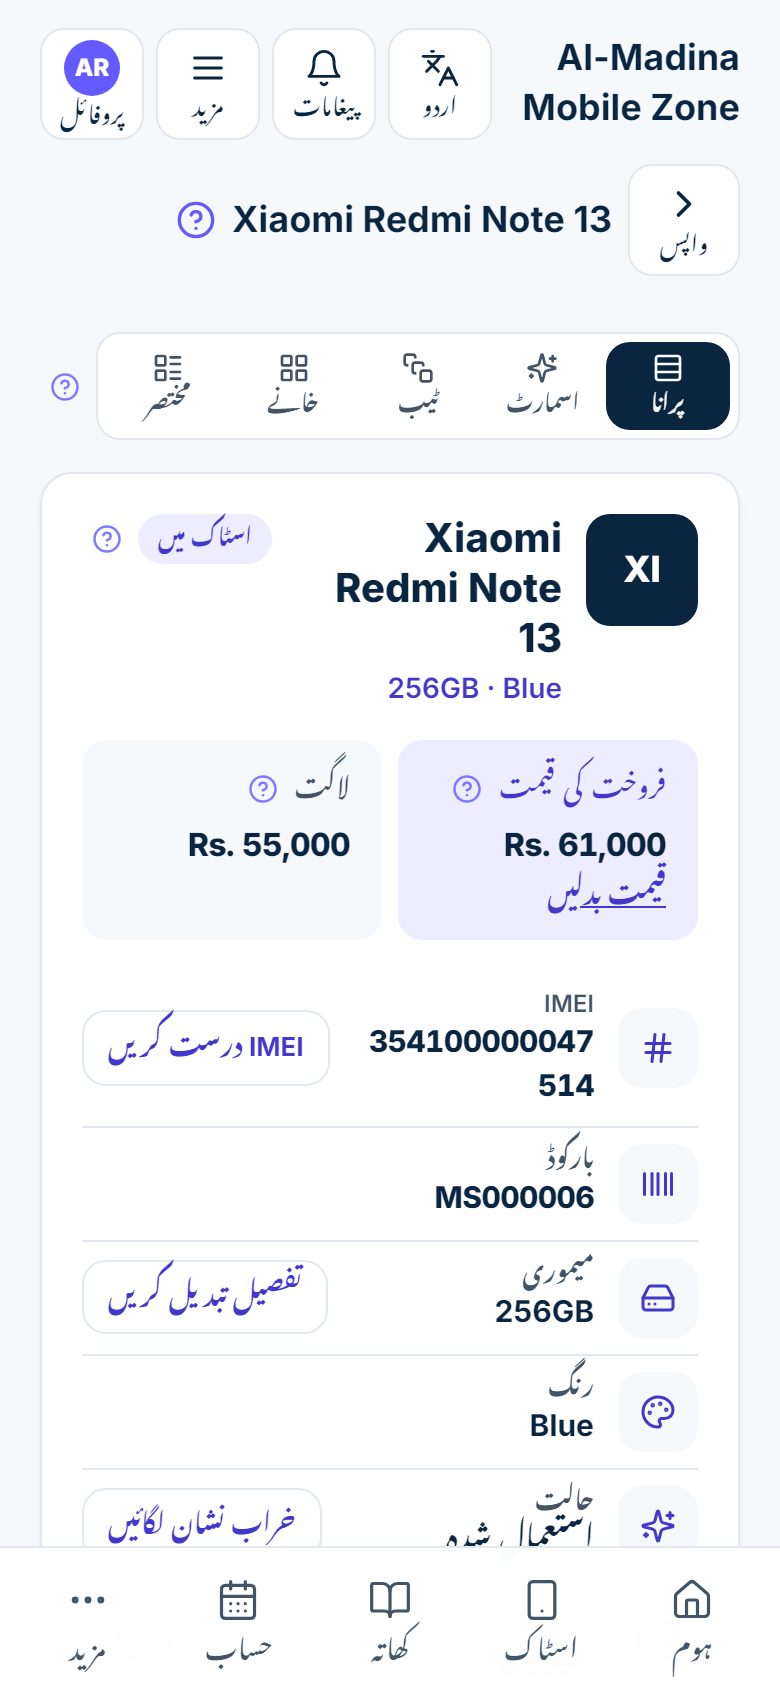 Al-Madina
Mobile Zone
اردو
پیغامات
مزید
AR
پروفائل
واپس
Xiaomi Redmi Note 13
پرانا
اسمارٹ
ٹیب
خانے
مختصر
XI
Xiaomi
Redmi Note
13
256GB · Blue
اسٹاک میں
فروخت کی قیمت
Rs. 61,000
قیمت بدلیں
لاگت
Rs. 55,000
IMEI
354100000047
514
IMEI درست کریں
بارکوڈ
MS000006
میموری
256GB
تفصیل تبدیل کریں
رنگ
Blue
حالت
استعمال شدہ
خراب نشان لگائیں
ہوم
اسٹاک
کھاتہ
حساب
مزید